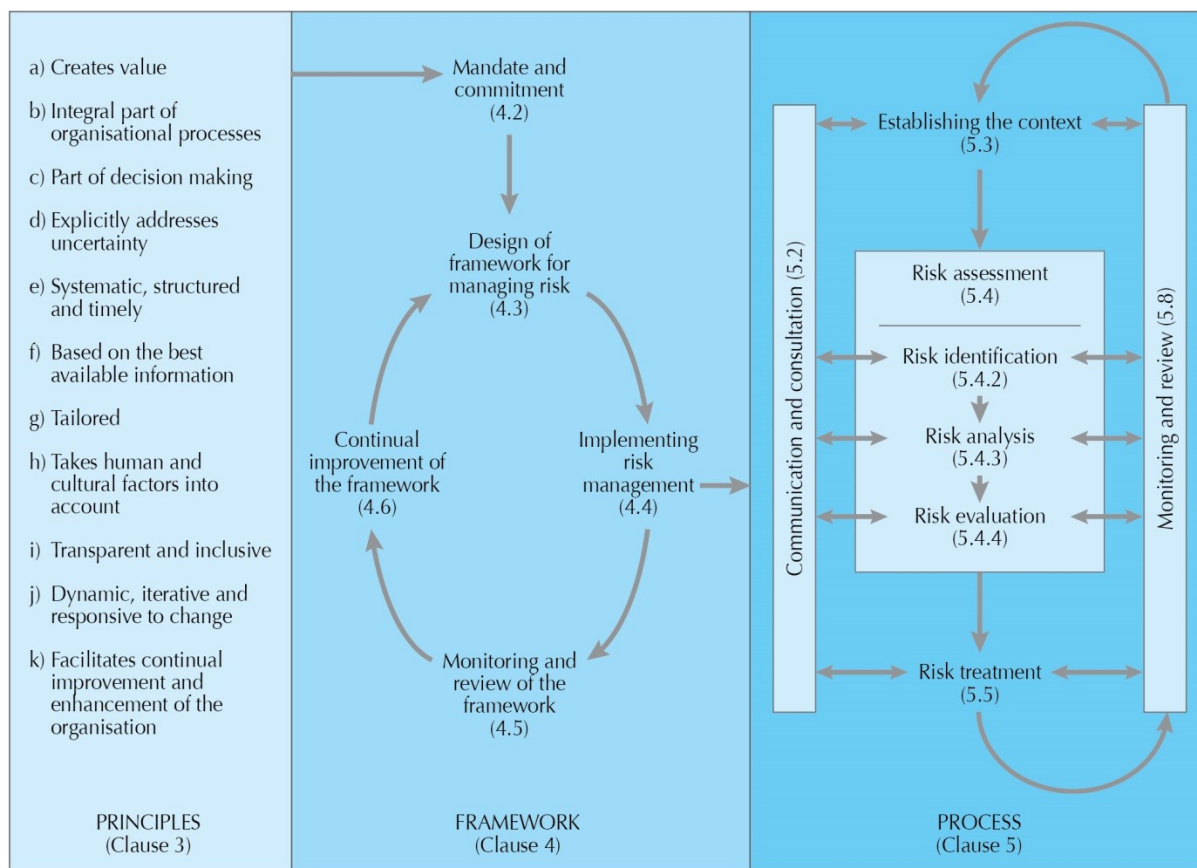 a) Creates value
b) Integral part of
organisational processes
c) Part of decision making
d) Explicitly addresses
uncertainty
e) Systematic, structured
and timely
f) Based on the best
available information
g) Tailored
h) Takes human and
cultural factors into
account
i) Transparent and inclusive
j) Dynamic, iterative and
responsive to change
k) Facilitates continual
improvement and
enhancement of the
organisation
PRINCIPLES
(Clause 3)
Mandate and
commitment
(4.2)
Design of
framework for
managing risk
(4.3)
Implementing
risk
management
(4.4)
Monitoring and
review of the
framework
(4.5)
Continual
improvement of
the framework
(4.6)
FRAMEWORK
(Clause 4)
Communication and consultation (5.2)
Establishing the context
(5.3)
Risk assessment
(5.4)
Risk identification
(5.4.2)
Risk analysis
(5.4.3)
Risk evaluation
(5.4.4)
Risk treatment
(5.5)
Monitoring and review (5.8)
PROCESS
(Clause 5)